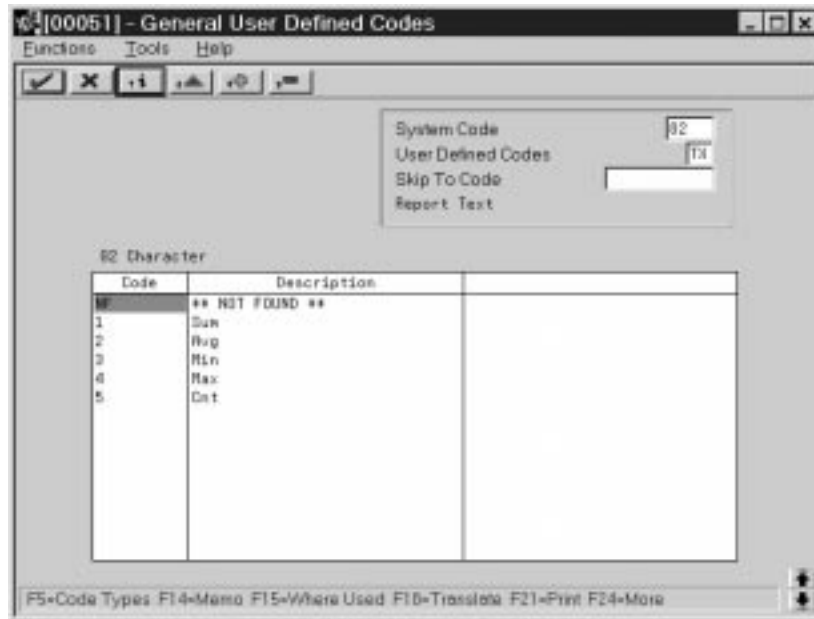 [00051] - General User Defined Codes
Functions Tools Help
System Code 82
User Defined Codes TX
Skip To Code
Report Text
02 Character
Code Description
NF ** NOT FOUND **
1 Sum
2 Avg
3 Min
4 Max
5 Cnt
F5=Code Types F14=Memo F15=Where Used F18=Translate F21=Print F24=More